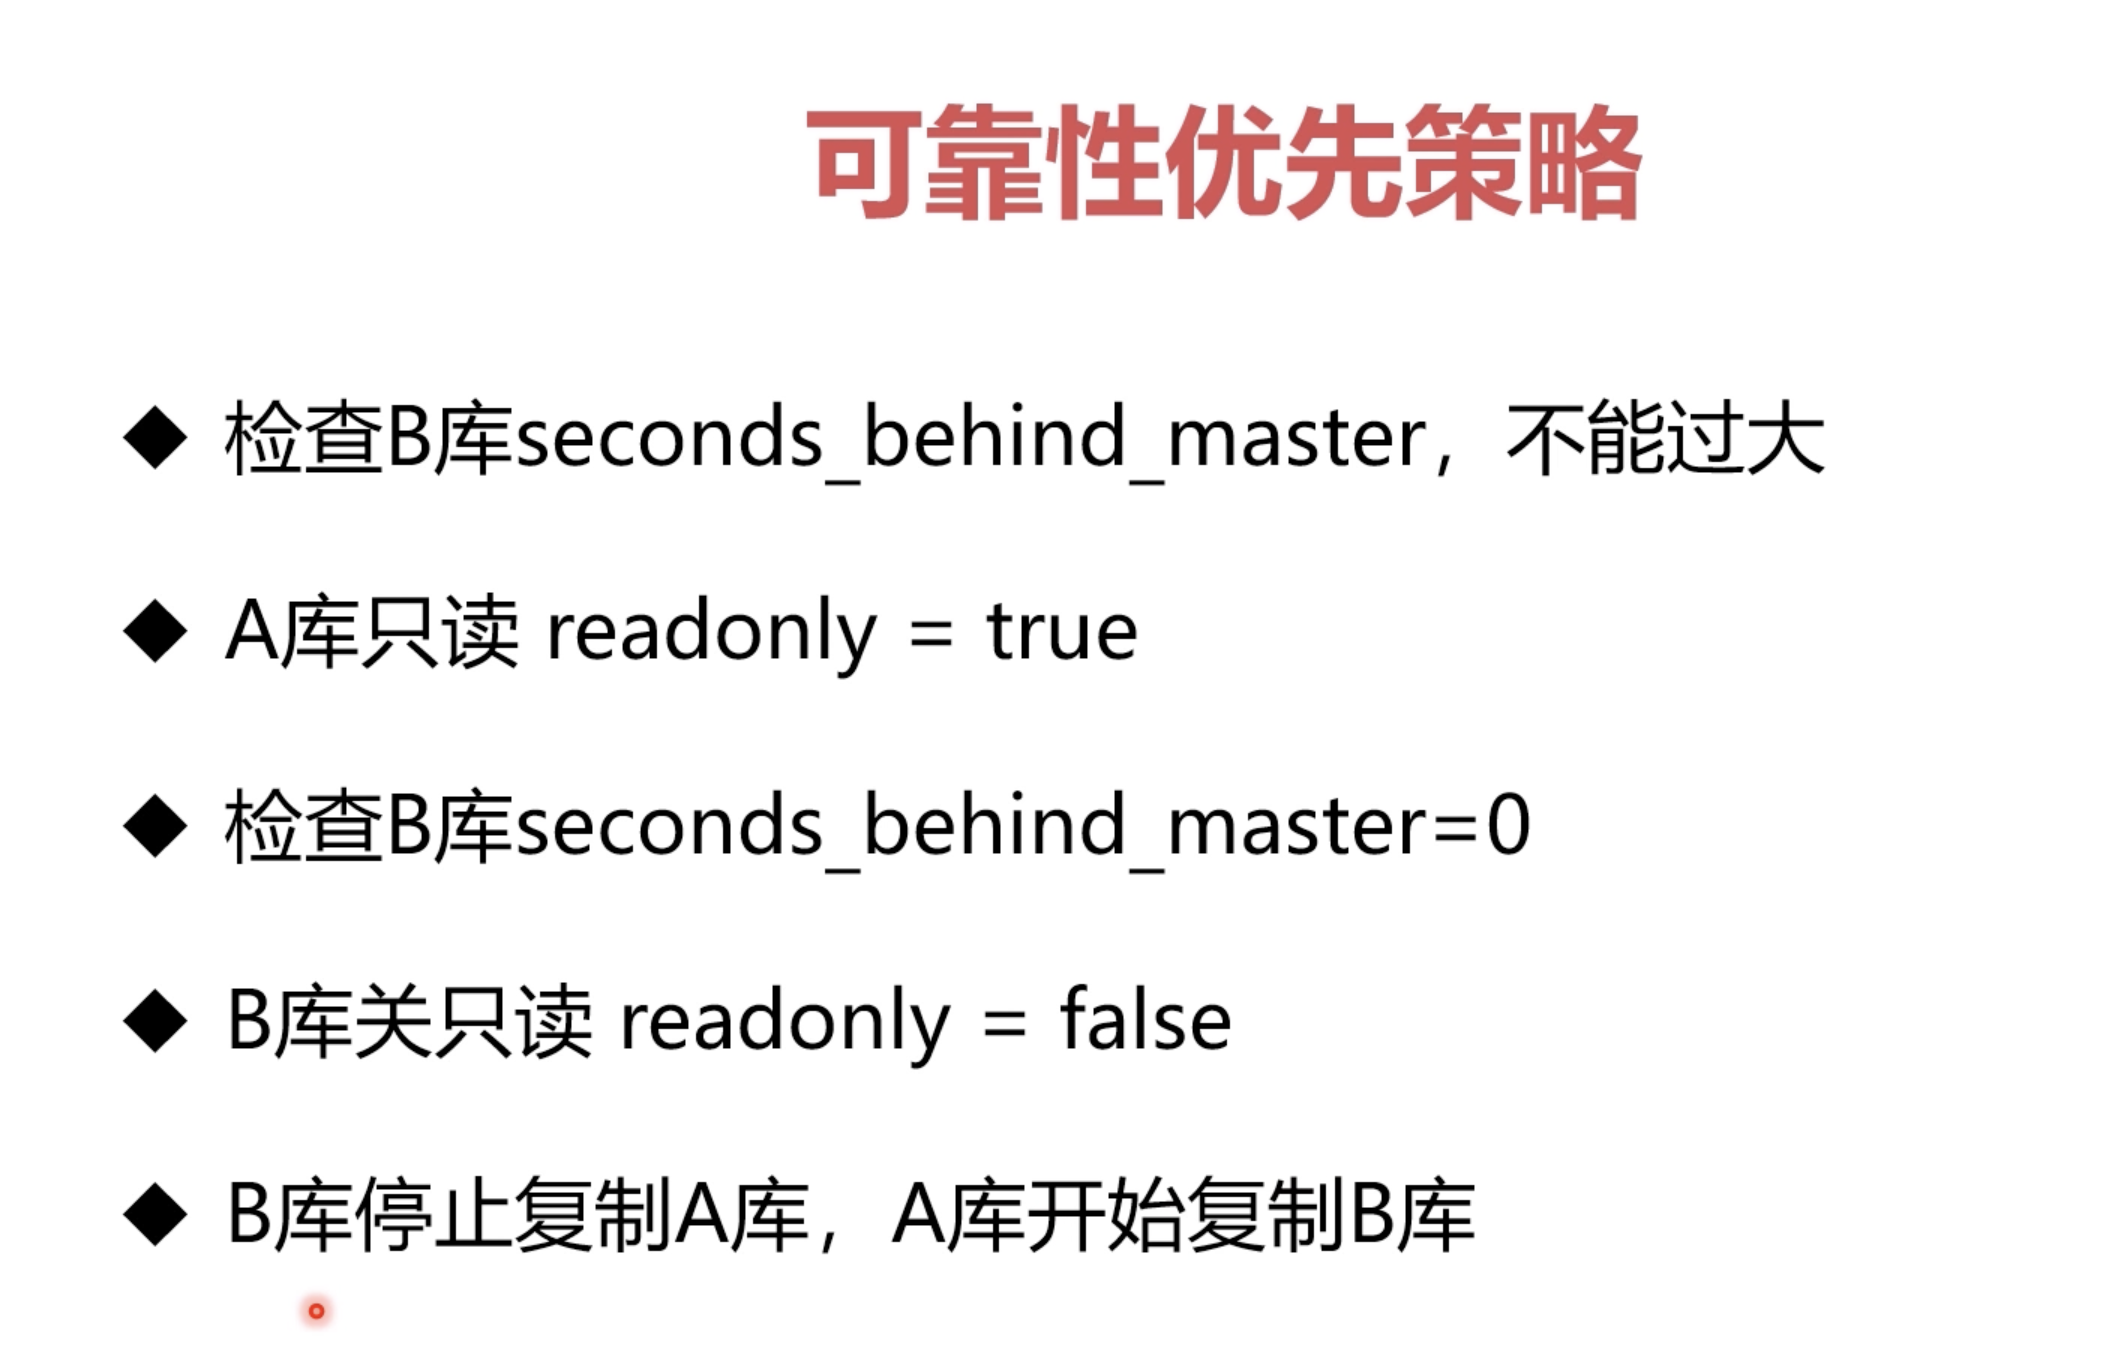 可靠性优先策略
检查B库seconds_behind_master，不能过大
A库只读 readonly = true
检查B库seconds_behind_master=0
B库关只读 readonly = false
B库停止复制A库，A库开始复制B库